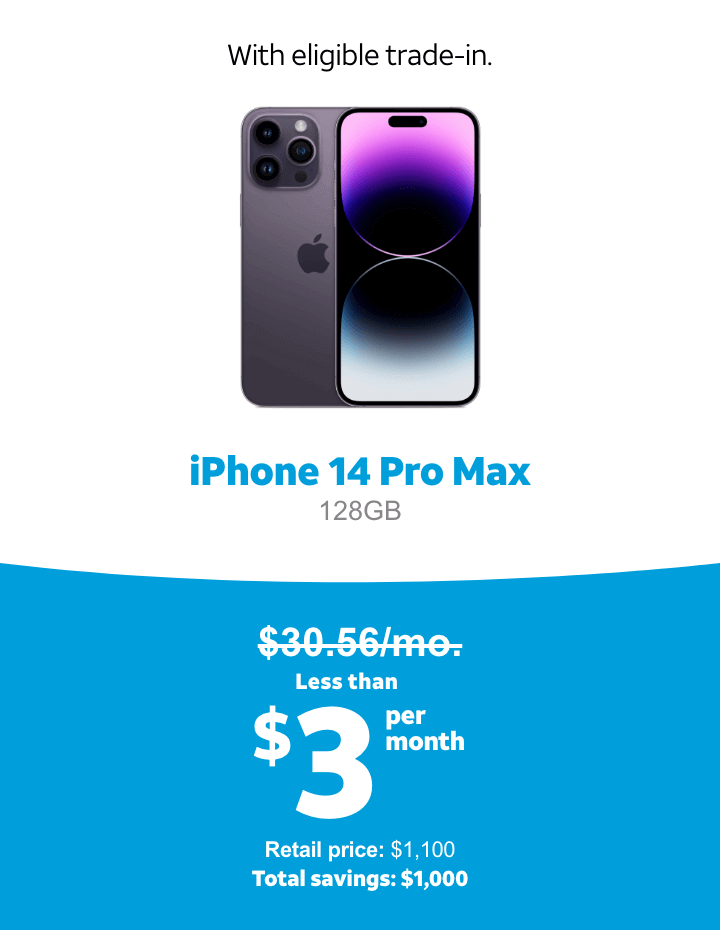 With eligible trade-in.
iPhone 14 Pro Max
128GB
$30.56/mo.
Less than
$3 per month
Retail price: $1,100
Total savings: $1,000